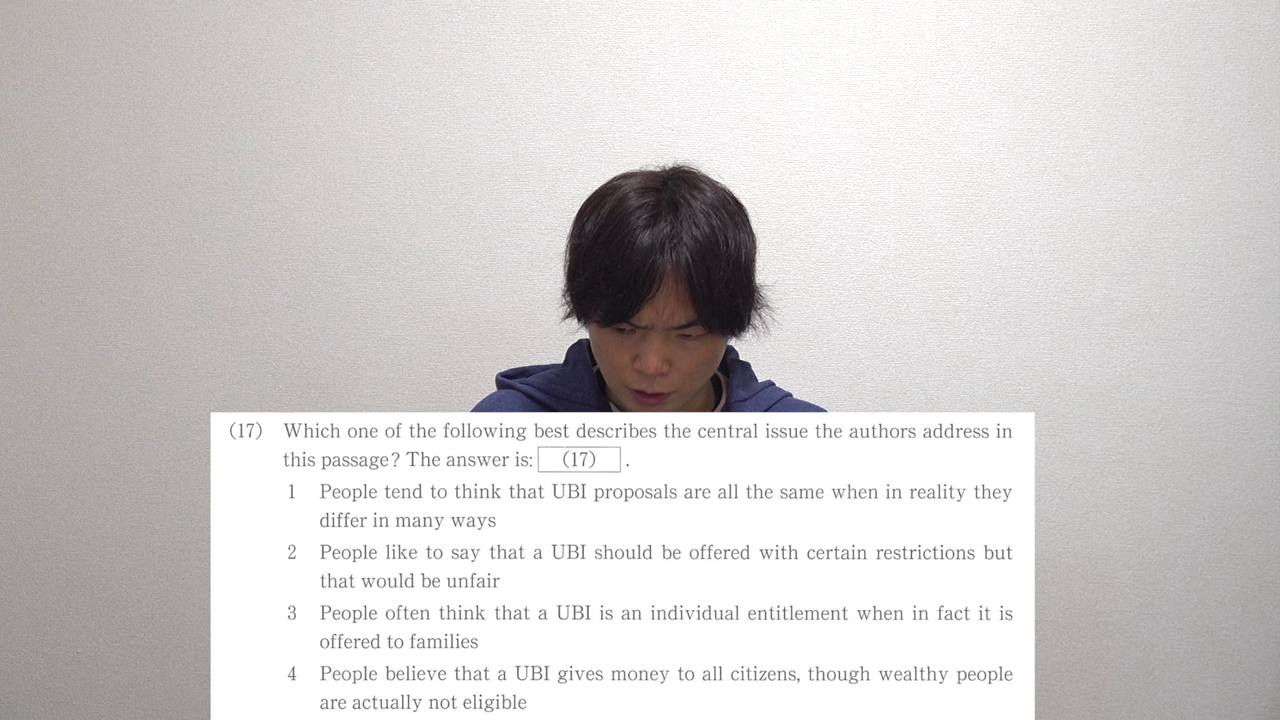 (17) Which one of the following best describes the central issue the authors address in
this passage? The answer is: (17) .
1 People tend to think that UBI proposals are all the same when in reality they
differ in many ways
2 People like to say that a UBI should be offered with certain restrictions but
that would be unfair
3 People often think that a UBI is an individual entitlement when in fact it is
offered to families
4 People believe that a UBI gives money to all citizens, though wealthy people
are actually not eligible